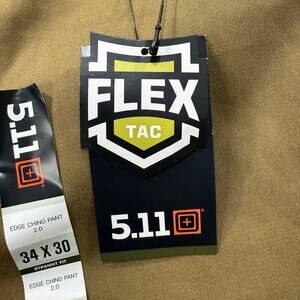 FLEX
TAC
5.11
5.11
EDGE CHINO PANT
2.0
34 X 30
STRAIGHT FIT
EDGE CHINO PANT
2.0